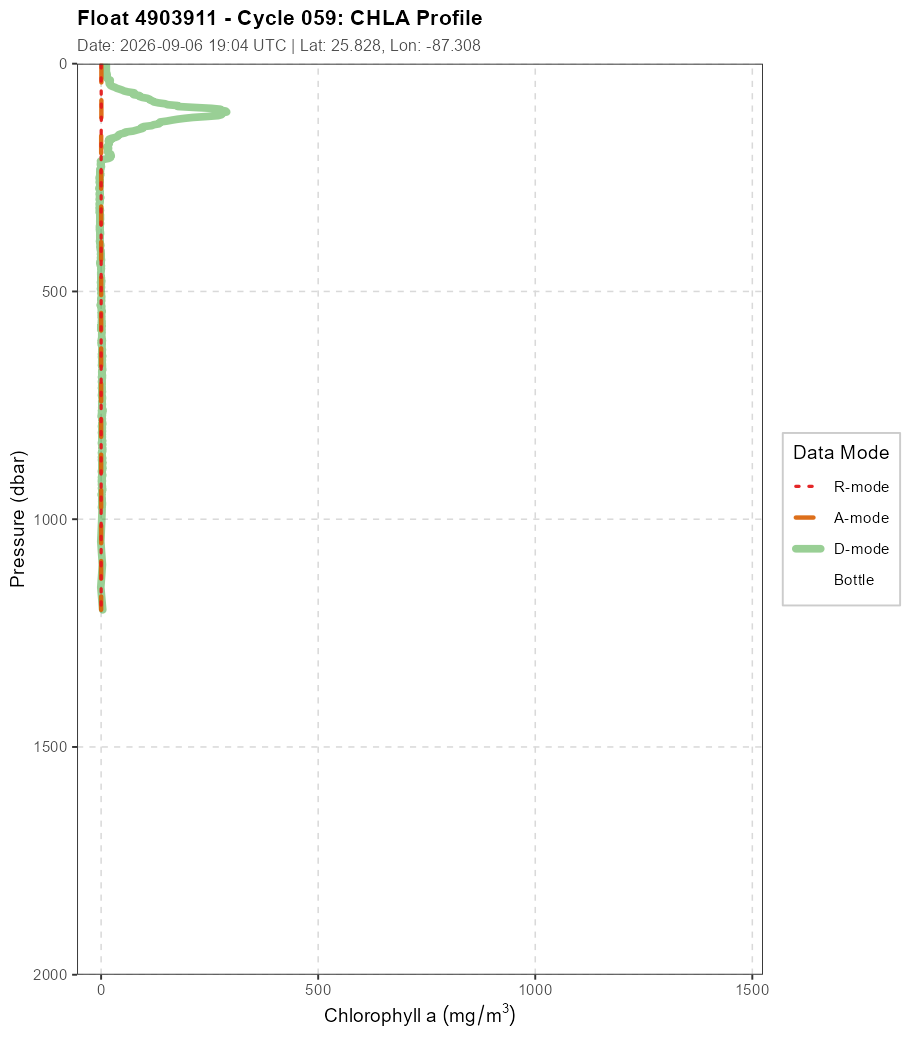 Float 4903911 - Cycle 059: CHLA Profile
Date: 2026-09-06 19:04 UTC | Lat: 25.828, Lon: -87.308
0
500
1000
1500
2000
Pressure (dbar)
0 500 1000 1500
Chlorophyll a (mg/m³)
Data Mode
R-mode
A-mode
D-mode
Bottle